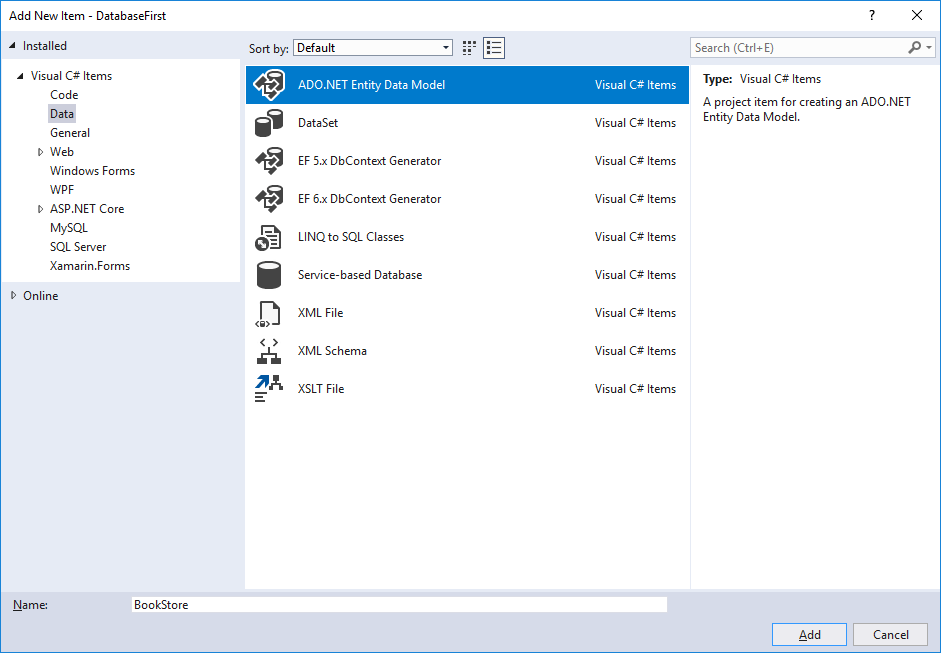 Add New Item - DatabaseFirst
?
Installed
Visual C# Items
Code
Data
General
Web
Windows Forms
WPF
ASP.NET Core
MySQL
SQL Server
Xamarin.Forms
Online
Sort by: Default
ADO.NET Entity Data Model Visual C# Items
DataSet Visual C# Items
EF 5.x DbContext Generator Visual C# Items
EF 6.x DbContext Generator Visual C# Items
LINQ to SQL Classes Visual C# Items
Service-based Database Visual C# Items
XML File Visual C# Items
XML Schema Visual C# Items
XSLT File Visual C# Items
Search (Ctrl+E)
Type: Visual C# Items
A project item for creating an ADO.NET
Entity Data Model.
Name: BookStore
Add Cancel